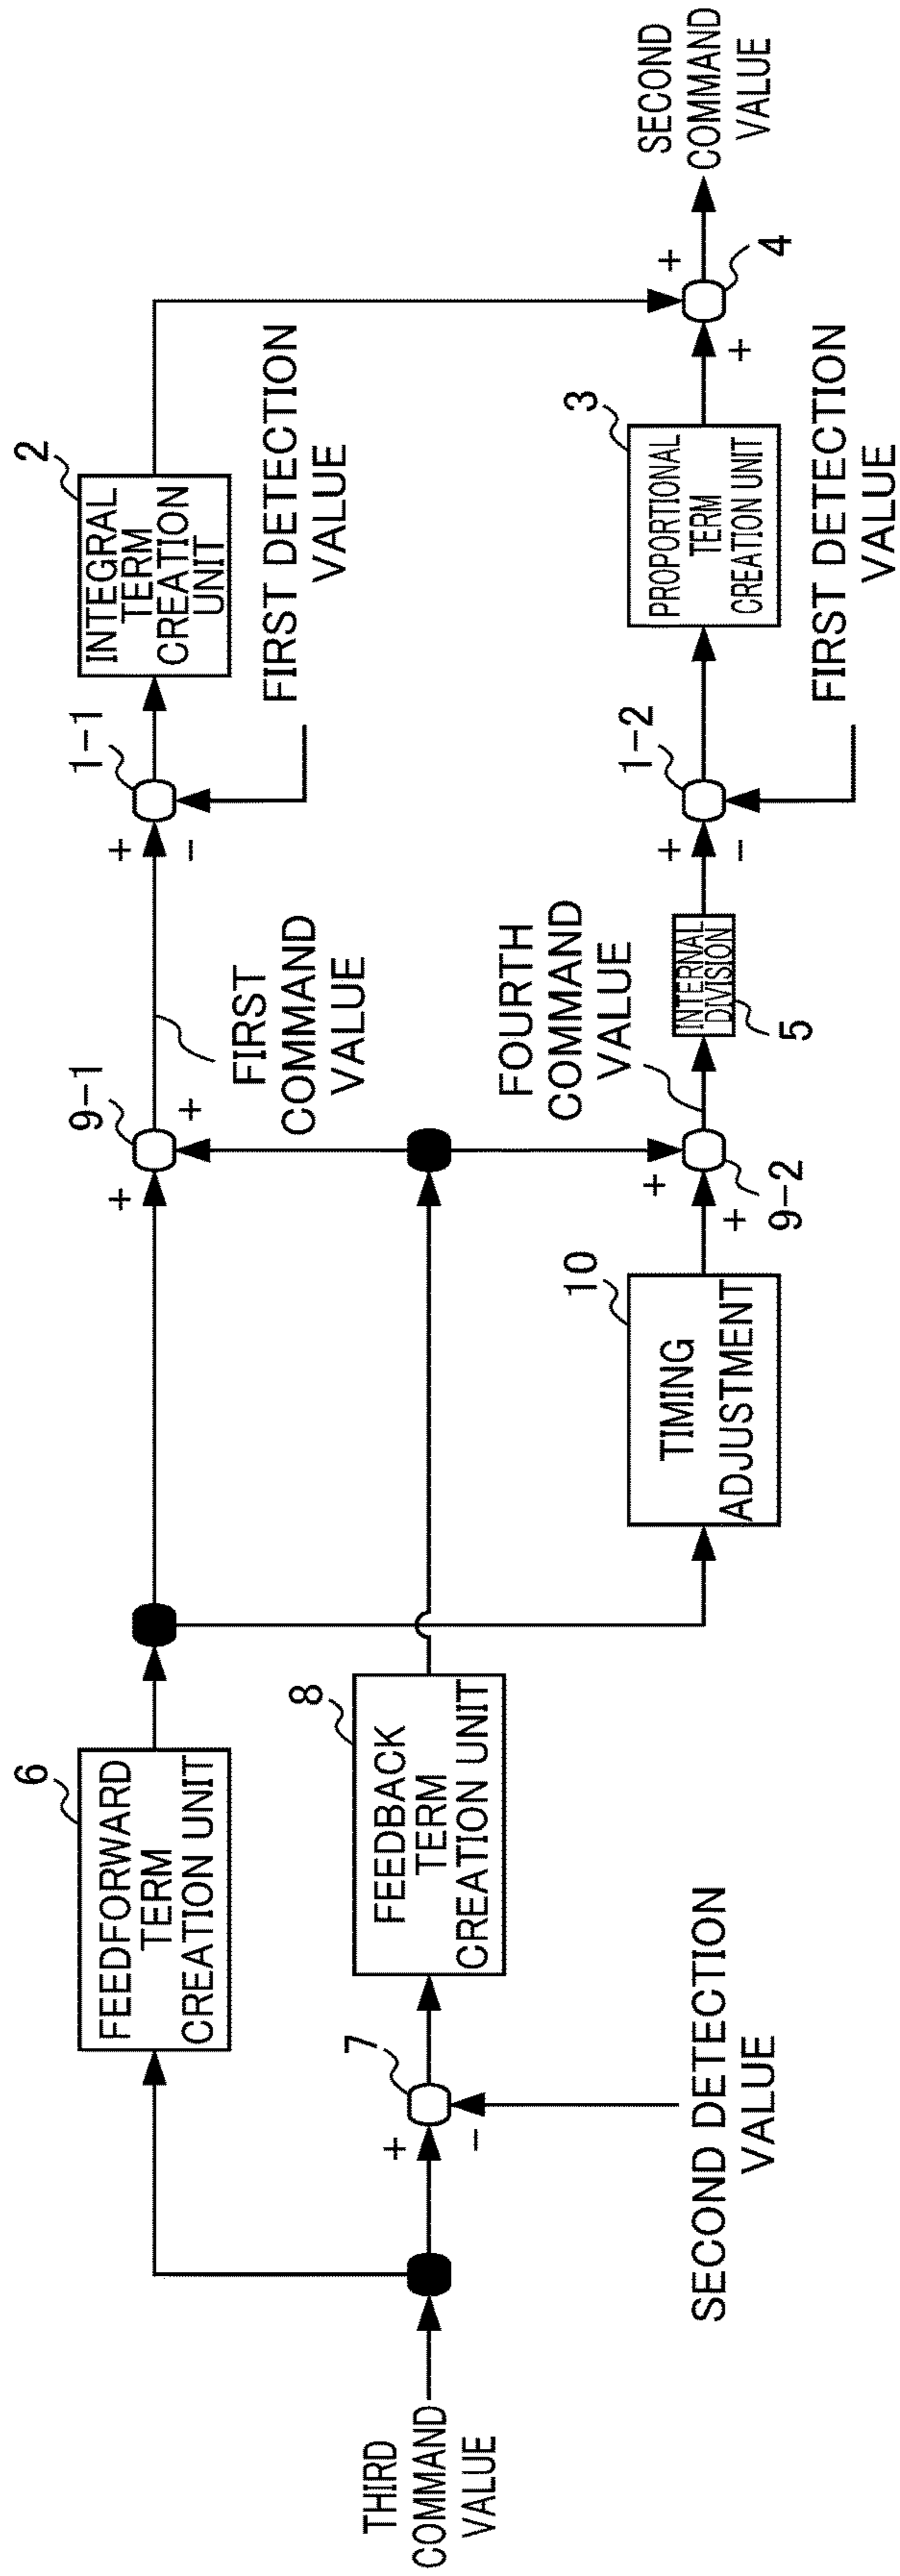 THIRD
COMMAND
VALUE
6
FEEDFORWARD
TERM
CREATION UNIT
7
+
−
SECOND DETECTION
VALUE
8
FEEDBACK
TERM
CREATION UNIT
10
TIMING
ADJUSTMENT
9-1
+
+
FIRST
COMMAND
VALUE
9-2
+
+
FOURTH
COMMAND
VALUE
INTERNAL
DIVISION
5
1-1
+
−
FIRST DETECTION
VALUE
2
INTEGRAL
TERM
CREATION
UNIT
1-2
+
−
FIRST DETECTION
VALUE
3
PROPORTIONAL
TERM
CREATION UNIT
+
+
4
SECOND
COMMAND
VALUE